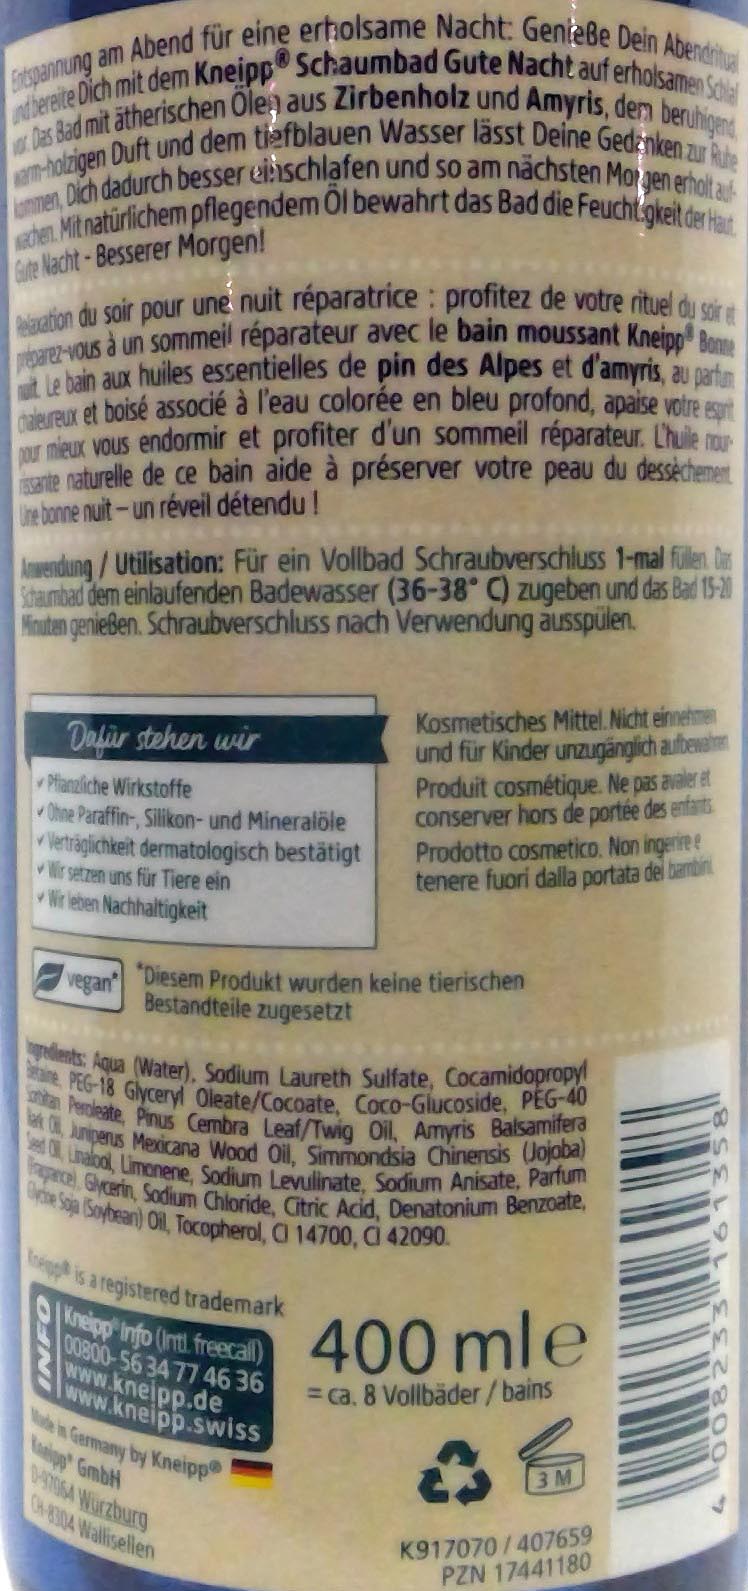 Entspannung am Abend für eine erholsame Nacht: Genieße Dein Abendritual
und bereite Dich mit dem Kneipp® Schaumbad Gute Nacht auf erholsamen Schlaf
vor. Das Bad mit ätherischen Ölen aus Zirbenholz und Amyris, dem beruhigend,
warm-holzigen Duft und dem tiefblauen Wasser lässt Deine Gedanken zur Ruhe
kommen, Dich dadurch besser einschlafen und so am nächsten Morgen erholt auf-
wachen. Mit natürlichem pflegendem Öl bewahrt das Bad die Feuchtigkeit der Haut.
Gute Nacht - Besserer Morgen!
Relaxation du soir pour une nuit réparatrice : profitez de votre rituel du soir et
préparez-vous à un sommeil réparateur avec le bain moussant Kneipp® Bonne
nuit. Le bain aux huiles essentielles de pin des Alpes et d'amyris, au parfum
chaleureux et boisé associé à l'eau colorée en bleu profond, apaise votre esprit
pour mieux vous endormir et profiter d'un sommeil réparateur. L'huile nour-
rissante naturelle de ce bain aide à préserver votre peau du dessèchement.
Une bonne nuit – un réveil détendu !
Anwendung / Utilisation: Für ein Vollbad Schraubverschluss 1-mal füllen. Das
Schaumbad dem einlaufenden Badewasser (36-38° C) zugeben und das Bad 15-20
Minuten genießen. Schraubverschluss nach Verwendung ausspülen.
Dafür stehen wir
✓ Pflanzliche Wirkstoffe
✓ Ohne Paraffin-, Silikon- und Mineralöle
✓ Verträglichkeit dermatologisch bestätigt
✓ Wir setzen uns für Tiere ein
✓ Wir leben Nachhaltigkeit
Kosmetisches Mittel. Nicht einnehmen
und für Kinder unzugänglich aufbewahren
Produit cosmétique. Ne pas avaler et
conserver hors de portée des enfants
Prodotto cosmetico. Non ingerire e
tenere fuori dalla portata dei bambini
vegan*
*Diesem Produkt wurden keine tierischen
Bestandteile zugesetzt
Ingredients: Aqua (Water), Sodium Laureth Sulfate, Cocamidopropyl
Betaine, PEG-18 Glyceryl Oleate/Cocoate, Coco-Glucoside, PEG-40
Sorbitan Peroleate, Pinus Cembra Leaf/Twig Oil, Amyris Balsamifera
Bark Oil, Juniperus Mexicana Wood Oil, Simmondsia Chinensis (Jojoba)
Seed Oil, Linalool, Limonene, Sodium Levulinate, Sodium Anisate, Parfum
(Fragrance), Glycerin, Sodium Chloride, Citric Acid, Denatonium Benzoate,
Glycine Soja (Soybean) Oil, Tocopherol, CI 14700, CI 42090.
Kneipp® is a registered trademark
INFO
Kneipp® Info (Intl. freecall)
00800- 56 34 77 46 36
www.kneipp.de
www.kneipp.swiss
Made in Germany by Kneipp®
Kneipp® GmbH
D-97064 Würzburg
CH-8304 Wallisellen
400 ml e
= ca. 8 Vollbäder / bains
3 M
K917070 / 407659
PZN 17441180
4 008233 161358